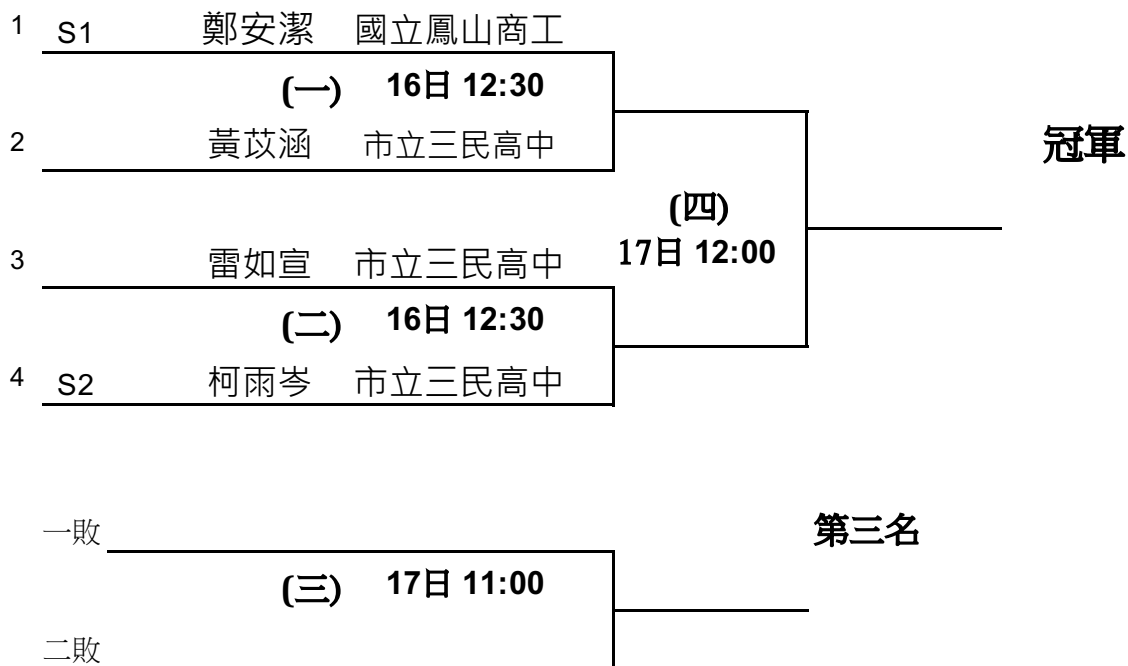 1 S1 鄭安潔 國立鳳山商工
(一) 16日 12:30
2 黃苡涵 市立三民高中
冠軍
(四)
17日 12:00
3 雷如宣 市立三民高中
(二) 16日 12:30
4 S2 柯雨岑 市立三民高中
一敗
第三名
(三) 17日 11:00
二敗